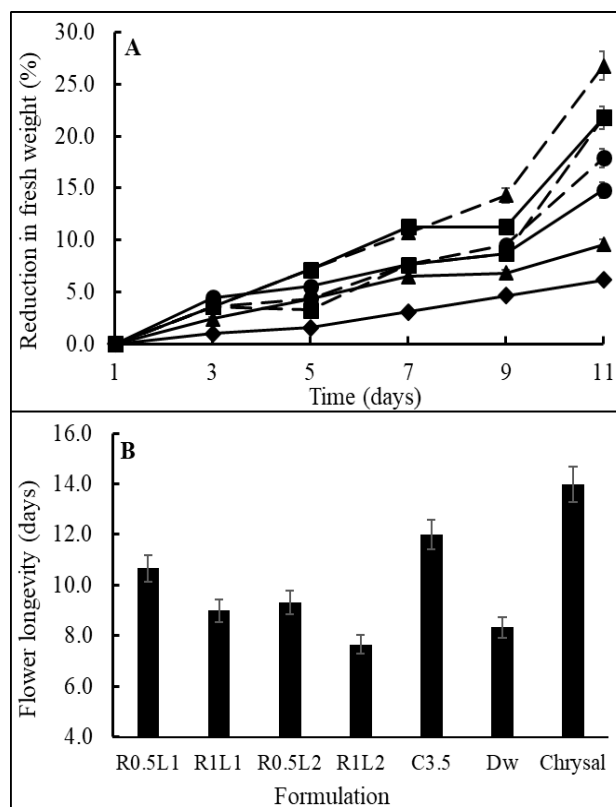 A
30.0
25.0
20.0
15.0
10.0
5.0
0.0
Reduction in fresh weight (%)
1 3 5 7 9 11
Time (days)
B
16.0
14.0
12.0
10.0
8.0
6.0
4.0
Flower longevity (days)
R0.5L1 R1L1 R0.5L2 R1L2 C3.5 Dw Chrysal
Formulation